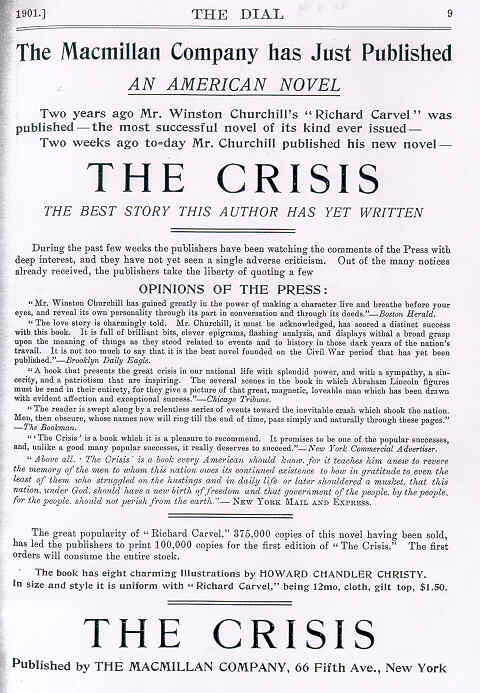 1901.] THE DIAL 9
The Macmillan Company has Just Published
AN AMERICAN NOVEL
Two years ago Mr. Winston Churchill's "Richard Carvel" was
published — the most successful novel of its kind ever issued —
Two weeks ago to=day Mr. Churchill published his new novel —
THE CRISIS
THE BEST STORY THIS AUTHOR HAS YET WRITTEN
During the past few weeks the publishers have been watching the comments of the Press with
deep interest, and they have not yet seen a single adverse criticism. Out of the many notices
already received, the publishers take the liberty of quoting a few
OPINIONS OF THE PRESS:
"Mr. Winston Churchill has gained greatly in the power of making a character live and breathe before your
eyes, and reveal its own personality through its part in conversation and through its deeds."—Boston Herald.
"The love story is charmingly told. Mr. Churchill, it must be acknowledged, has scored a distinct success
with this book. It is full of brilliant bits, clever epigrams, flashing analysis, and displays withal a broad grasp
upon the meaning of things as they stood related to events and to history in those dark years of the nation's
travail. It is not too much to say that it is the best novel founded on the Civil War period that has yet been
published."—Brooklyn Daily Eagle.
"A book that presents the great crisis in our national life with splendid power, and with a sympathy, a sin-
cerity, and a patriotism that are inspiring. The several scenes in the book in which Abraham Lincoln figures
must be read in their entirety, for they give a picture of that great, magnetic, loveable man which has been drawn
with evident affection and exceptional success."—Chicago Tribune.
"The reader is swept along by a relentless series of events toward the inevitable crash which shook the nation.
Men, then obscure, whose names now will ring till the end of time, pass simply and naturally through these pages."
—The Bookman.
"'The Crisis' is a book which it is a pleasure to recommend. It promises to be one of the popular successes,
and, unlike a good many popular successes, it really deserves to succeed."—New York Commercial Advertiser.
"Above all, 'The Crisis' is a book every American should know, for it teaches him anew to revere
the memory of the men to whom this nation owes its continued existence to bow in gratitude to even the
least of them who struggled on the hustings and in daily life or later shouldered a musket, that this
nation, under God, should have a new birth of freedom and that government of the people, by the people,
for the people, should not perish from the earth."— NEW YORK MAIL AND EXPRESS.
The great popularity of "Richard Carvel," 375,000 copies of this novel having been sold,
has led the publishers to print 100,000 copies for the first edition of "The Crisis." The first
orders will consume the entire stock.
The book has eight charming Illustrations by HOWARD CHANDLER CHRISTY.
In size and style it is uniform with "Richard Carvel," being 12mo, cloth, gilt top, $1.50.
THE CRISIS
Published by THE MACMILLAN COMPANY, 66 Fifth Ave., New York